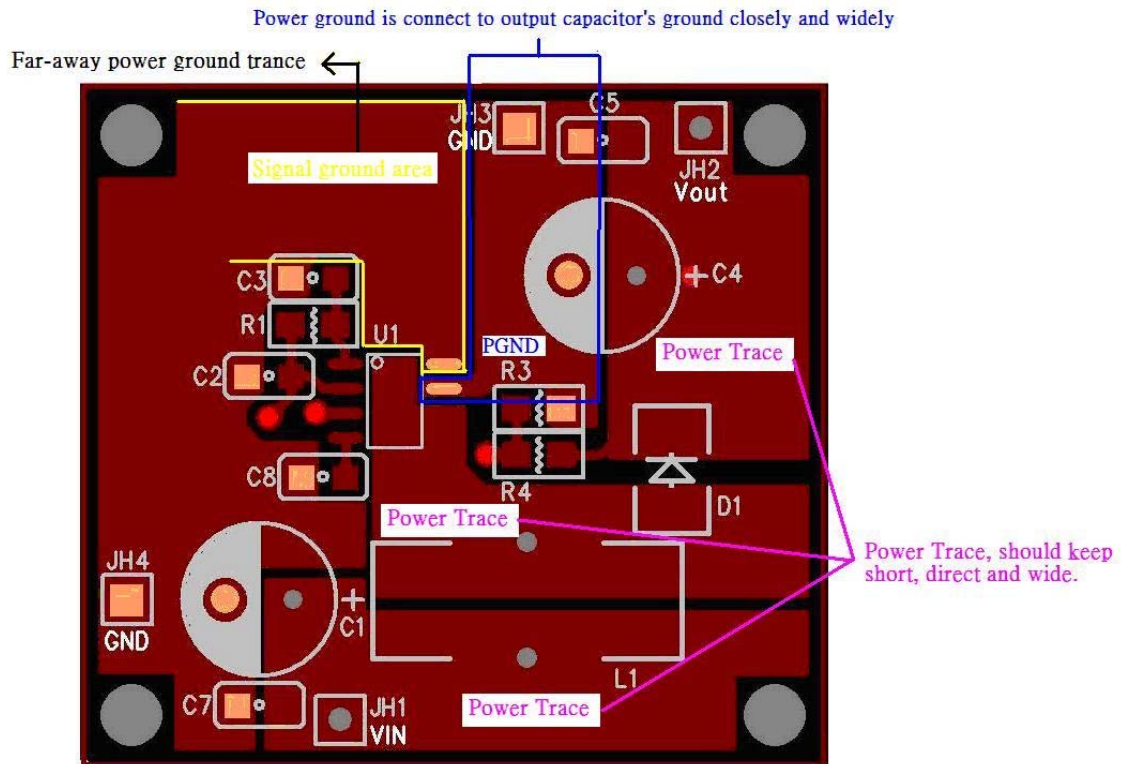 Power ground is connect to output capacitor's ground closely and widely
Far-away power ground trance
JH3
GND
C5
JH2
Vout
Signal ground area
C3
C4
R1
U1
PGND
Power Trace
C2
R3
C8
R4
D1
Power Trace
Power Trace, should keep
short, direct and wide.
JH4
GND
C1
L1
C7
JH1
VIN
Power Trace